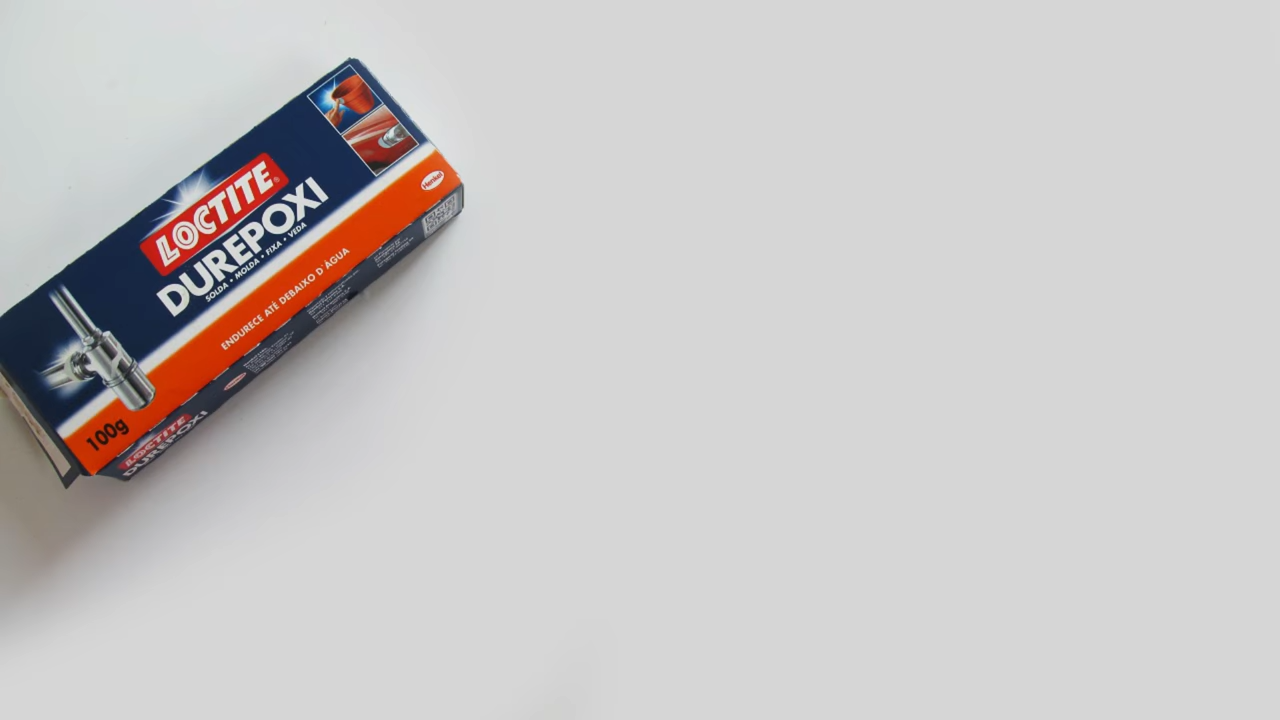 LOCTITE
DUREPOXI
SOLDA • MOLDA • FIXA • VEDA
ENDURECE ATÉ DEBAIXO D'ÁGUA
Henkel
100g
LOCTITE
DUREPOXI